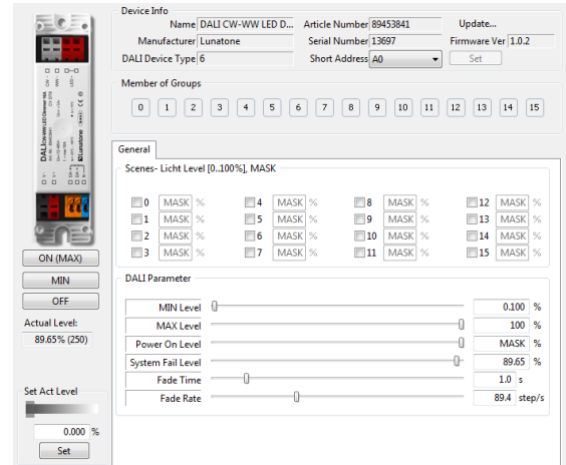 Device Info
Name DALI CW-WW LED D... Article Number 89453841 Update...
Manufacturer Lunatone Serial Number 13697 Firmware Ver 1.0.2
DALI Device Type 6 Short Address A0 Set
Member of Groups
0 1 2 3 4 5 6 7 8 9 10 11 12 13 14 15
General
Scenes- Licht Level [0..100%], MASK
0 MASK % 4 MASK % 8 MASK % 12 MASK %
1 MASK % 5 MASK % 9 MASK % 13 MASK %
2 MASK % 6 MASK % 10 MASK % 14 MASK %
3 MASK % 7 MASK % 11 MASK % 15 MASK %
DALI Parameter
MIN Level 0.100 %
MAX Level 100 %
Power On Level MASK %
System Fail Level 89.65 %
Fade Time 1.0 s
Fade Rate 89.4 step/s
DALI CW-WW LED Dimmer
Lunatone
ON (MAX)
MIN
OFF
Actual Level:
89.65% (250)
Set Act Level
0.000 %
Set